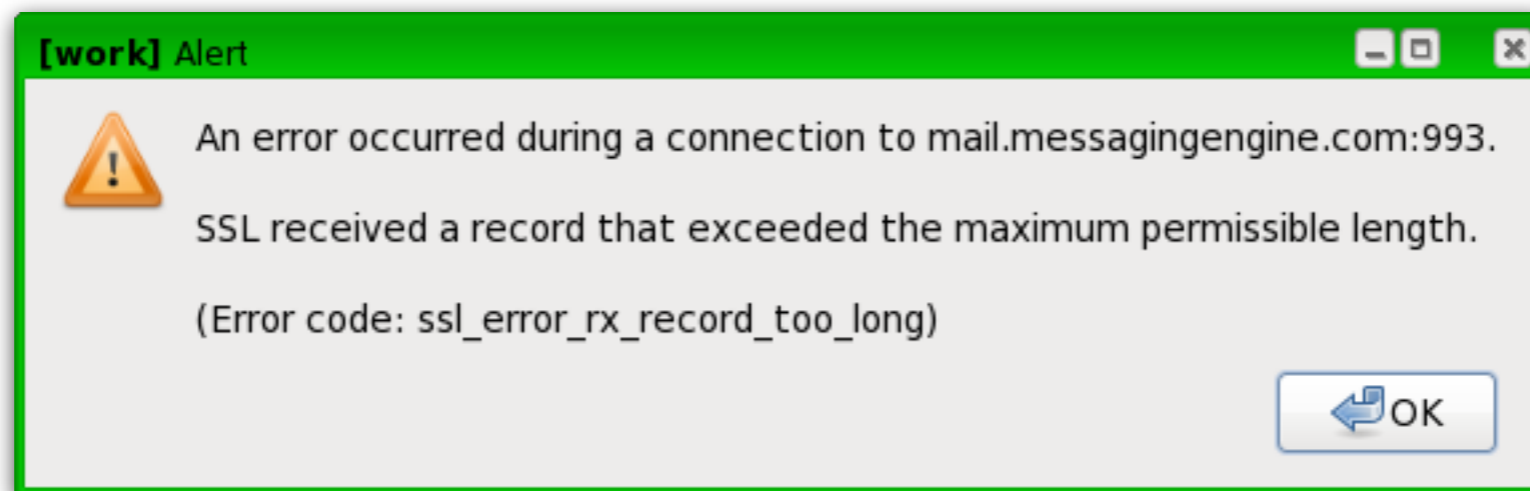 [work] Alert
An error occurred during a connection to mail.messagingengine.com:993.
SSL received a record that exceeded the maximum permissible length.
(Error code: ssl_error_rx_record_too_long)
OK